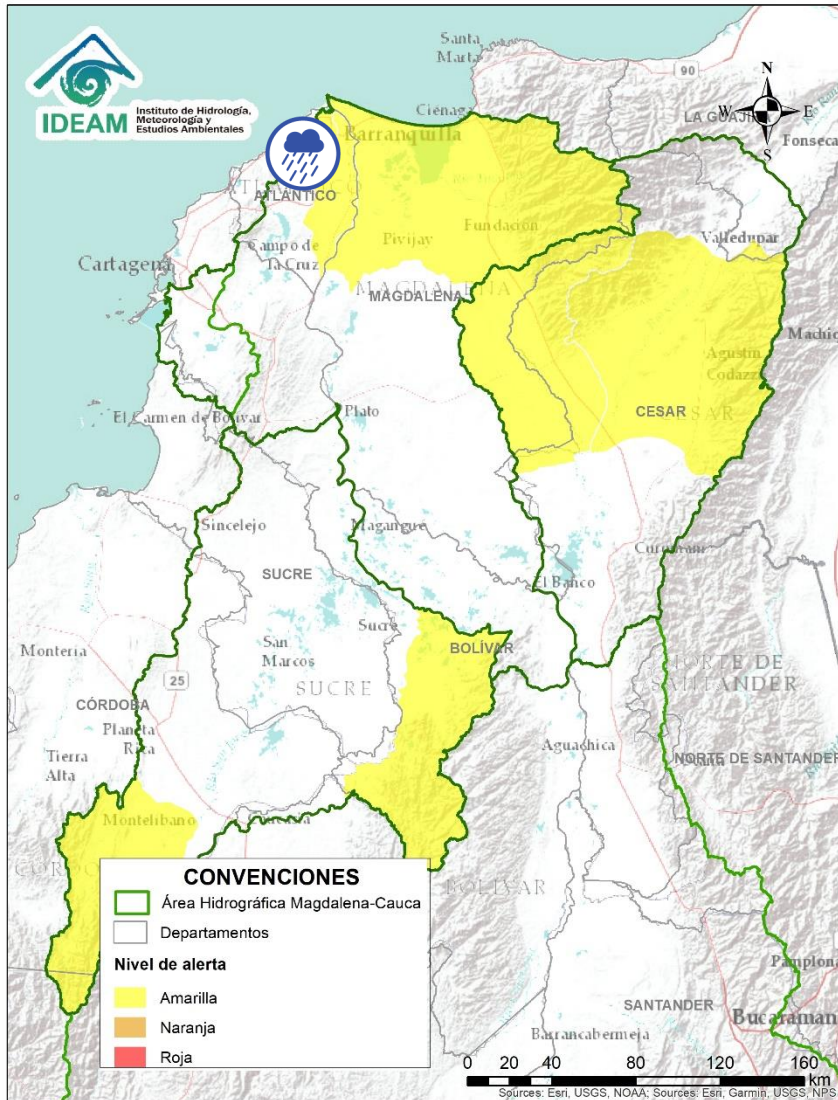 IDEAM
Instituto de Hidrología,
Meteorología y
Estudios Ambientales
Santa
Marta
90
N
W
E
S
LA GUAJI
Fonseca
Ciénaga
Barranquilla
ATLÁNTICO
Fundación
Pivijay
Valledupar
Campo de
La Cruz
Cartagena
MAGDALENA
MAGDALENA
Agustín
Codazzi
CESAR
El Carmen de Bolívar
Plato
Sincelejo
Magangue
Curumaní
SUCRE
El Banco
Sucre
BOLÍVAR
San
Marcos
Montería
25
SUCRE
NORTE DE
SANTANDER
CÓRDOBA
Planeta
Rica
Aguachica
NORTE DE SANTANDER
Tierra
Alta
Montelíbano
BOLÍVAR
CONVENCIONES
Área Hidrográfica Magdalena-Cauca
Departamentos
Nivel de alerta
Amarilla
Naranja
Roja
Pamplona
SANTANDER
Bucaraman
Barrancabermeja
0 20 40 80 120 160
km
Sources: Esri, USGS, NOAA; Sources: Esri, Garmin, USGS, NPS